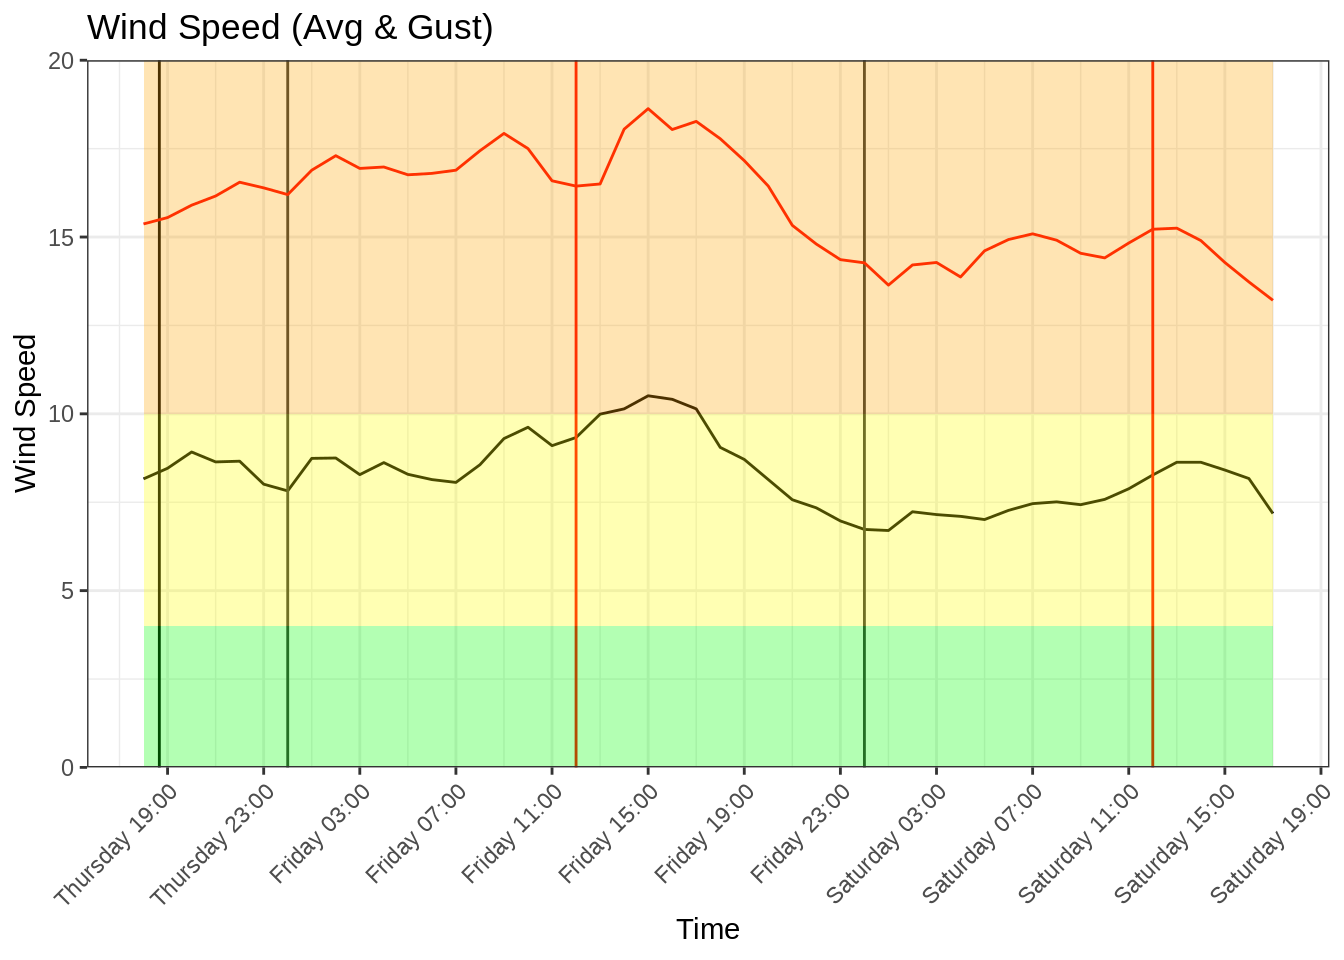 Wind Speed (Avg & Gust)
20
15
10
5
0
Wind Speed
Thursday 19:00
Thursday 23:00
Friday 03:00
Friday 07:00
Friday 11:00
Friday 15:00
Friday 19:00
Friday 23:00
Saturday 03:00
Saturday 07:00
Saturday 11:00
Saturday 15:00
Saturday 19:00
Time